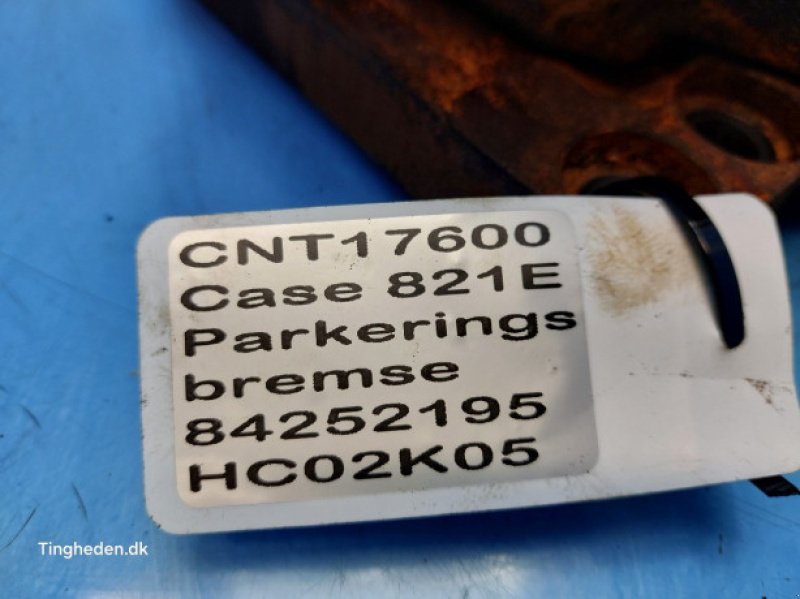 CNT17600
Case 821E
Parkerings
bremse
84252195
HC02K05
Tingheden.dk